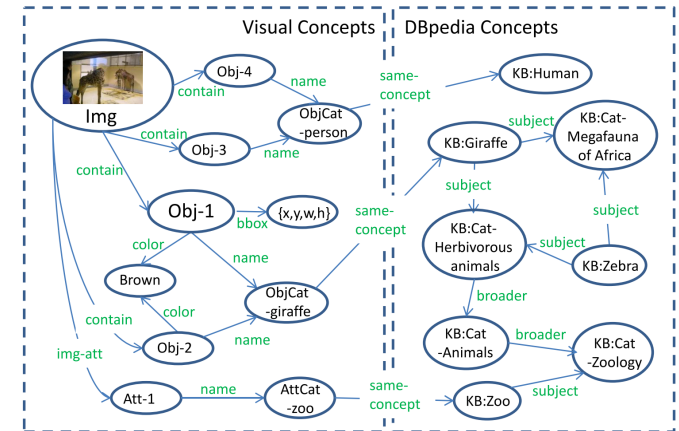 Visual Concepts
DBpedia Concepts
Img
contain
Obj-4
name
same-
concept
KB:Human
ObjCat
-person
contain
Obj-3
name
KB:Giraffe
subject
KB:Cat-
Megafauna
of Africa
contain
subject
Obj-1
bbox
{x,y,w,h}
same-
concept
subject
color
name
KB:Cat-
Herbivorous
animals
subject
KB:Zebra
Brown
ObjCat
-giraffe
color
contain
name
broader
img-att
Obj-2
KB:Cat
-Animals
broader
KB:Cat
-Zoology
Att-1
name
AttCat
-zoo
same-
concept
KB:Zoo
subject